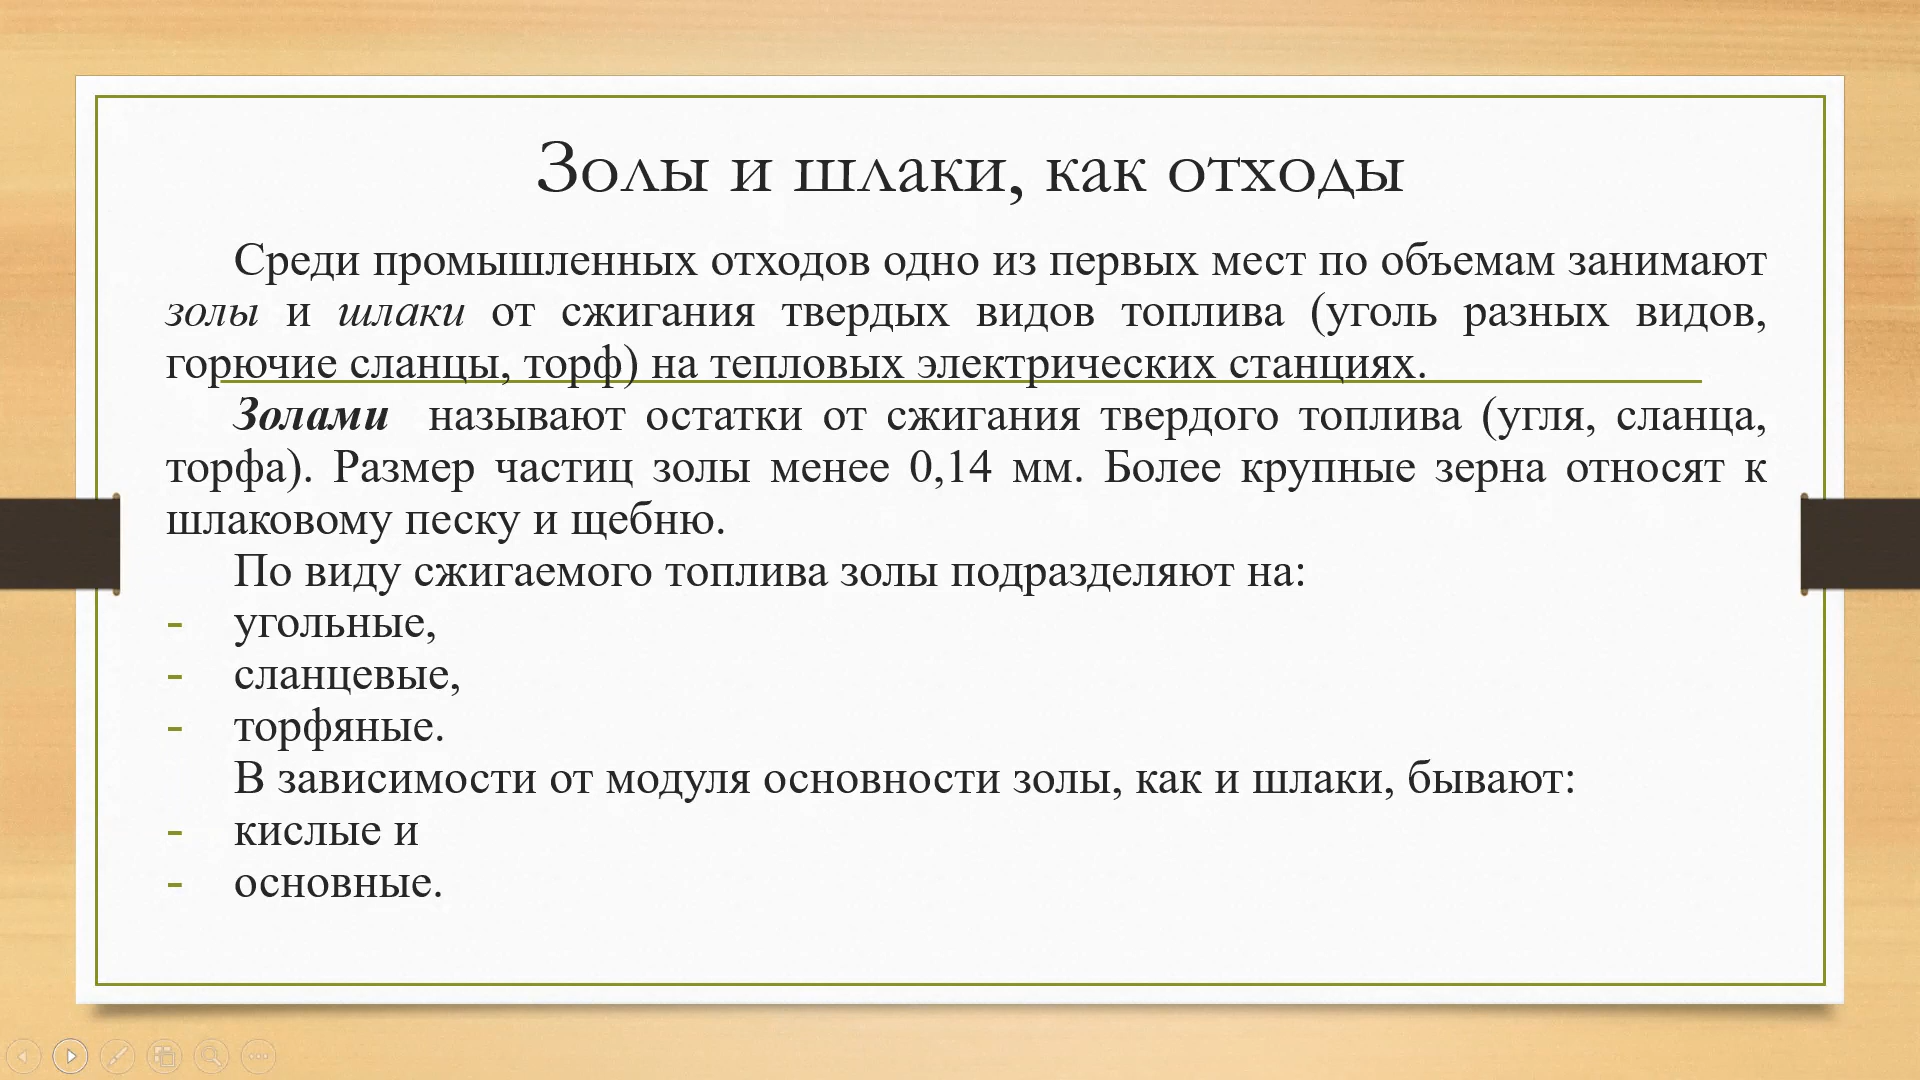 Золы и шлаки, как отходы
Среди промышленных отходов одно из первых мест по объемам занимают
золы и шлаки от сжигания твердых видов топлива (уголь разных видов,
горючие сланцы, торф) на тепловых электрических станциях.
Золами называют остатки от сжигания твердого топлива (угля, сланца,
торфа). Размер частиц золы менее 0,14 мм. Более крупные зерна относят к
шлаковому песку и щебню.
По виду сжигаемого топлива золы подразделяют на:
- угольные,
- сланцевые,
- торфяные.
В зависимости от модуля основности золы, как и шлаки, бывают:
- кислые и
- основные.